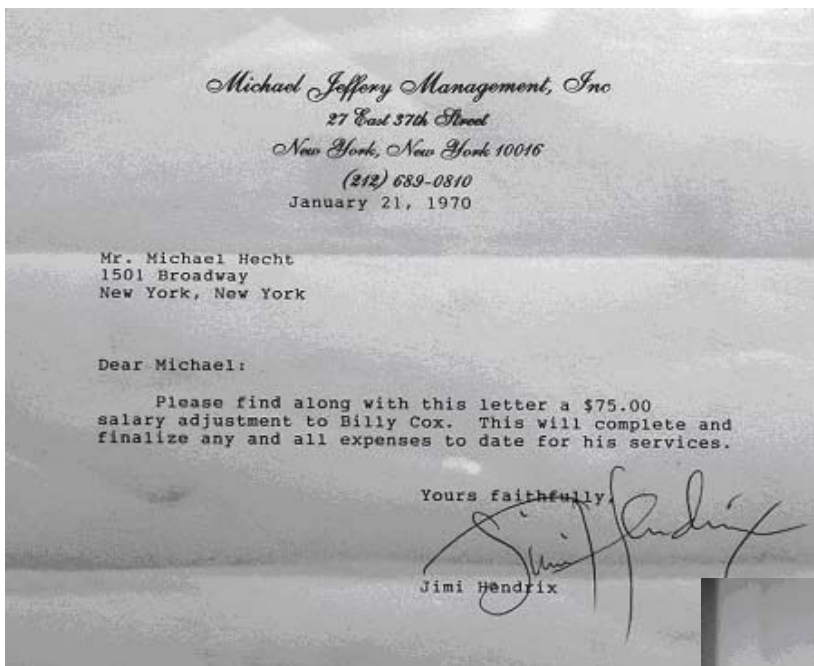 Michael Jeffery Management, Inc
27 East 37th Street
New York, New York 10016
(212) 689-0810
January 21, 1970
Mr. Michael Hecht
1501 Broadway
New York, New York
Dear Michael:
Please find along with this letter a $75.00
salary adjustment to Billy Cox. This will complete and
finalize any and all expenses to date for his services.
Yours faithfully,
Jimi Hendrix
Jimi Hendrix